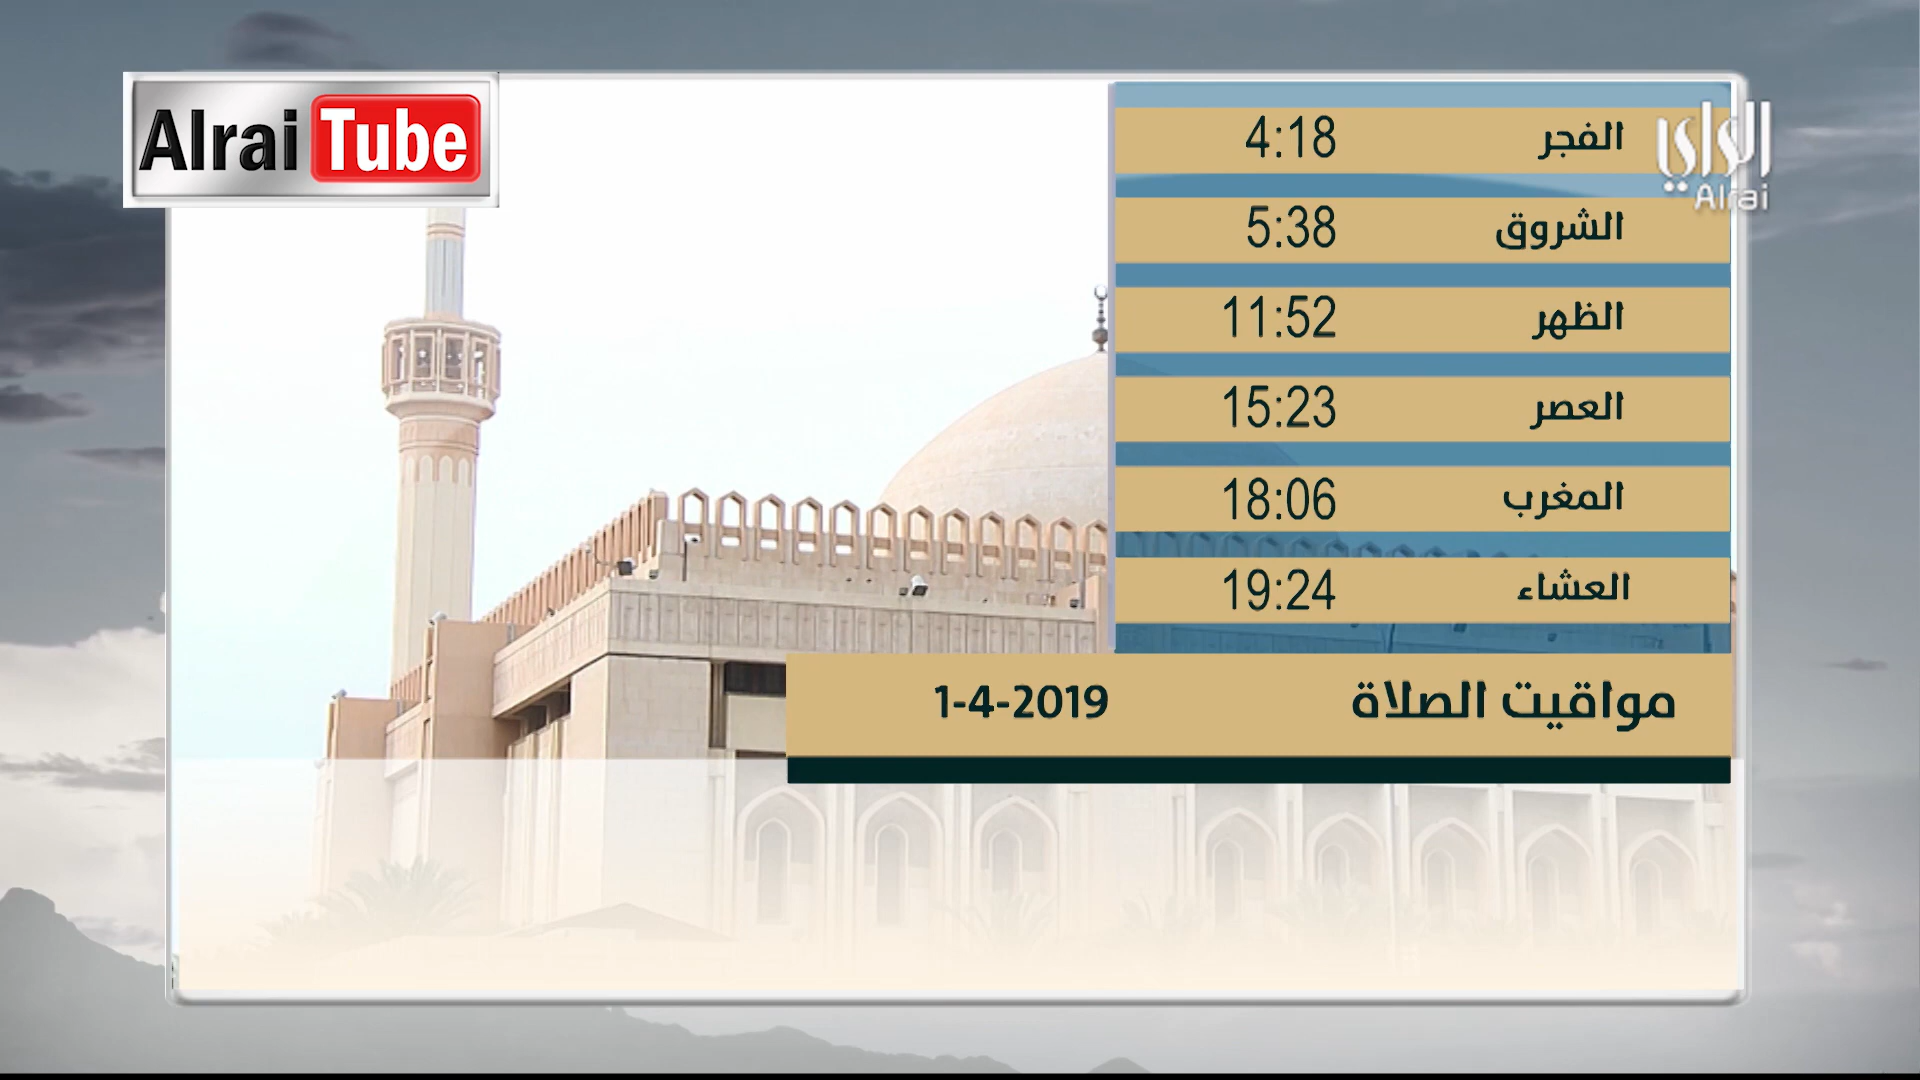 Alrai Tube
الراي
Alrai
الفجر 4:18
الشروق 5:38
الظهر 11:52
العصر 15:23
المغرب 18:06
العشاء 19:24
مواقيت الصلاة 1-4-2019